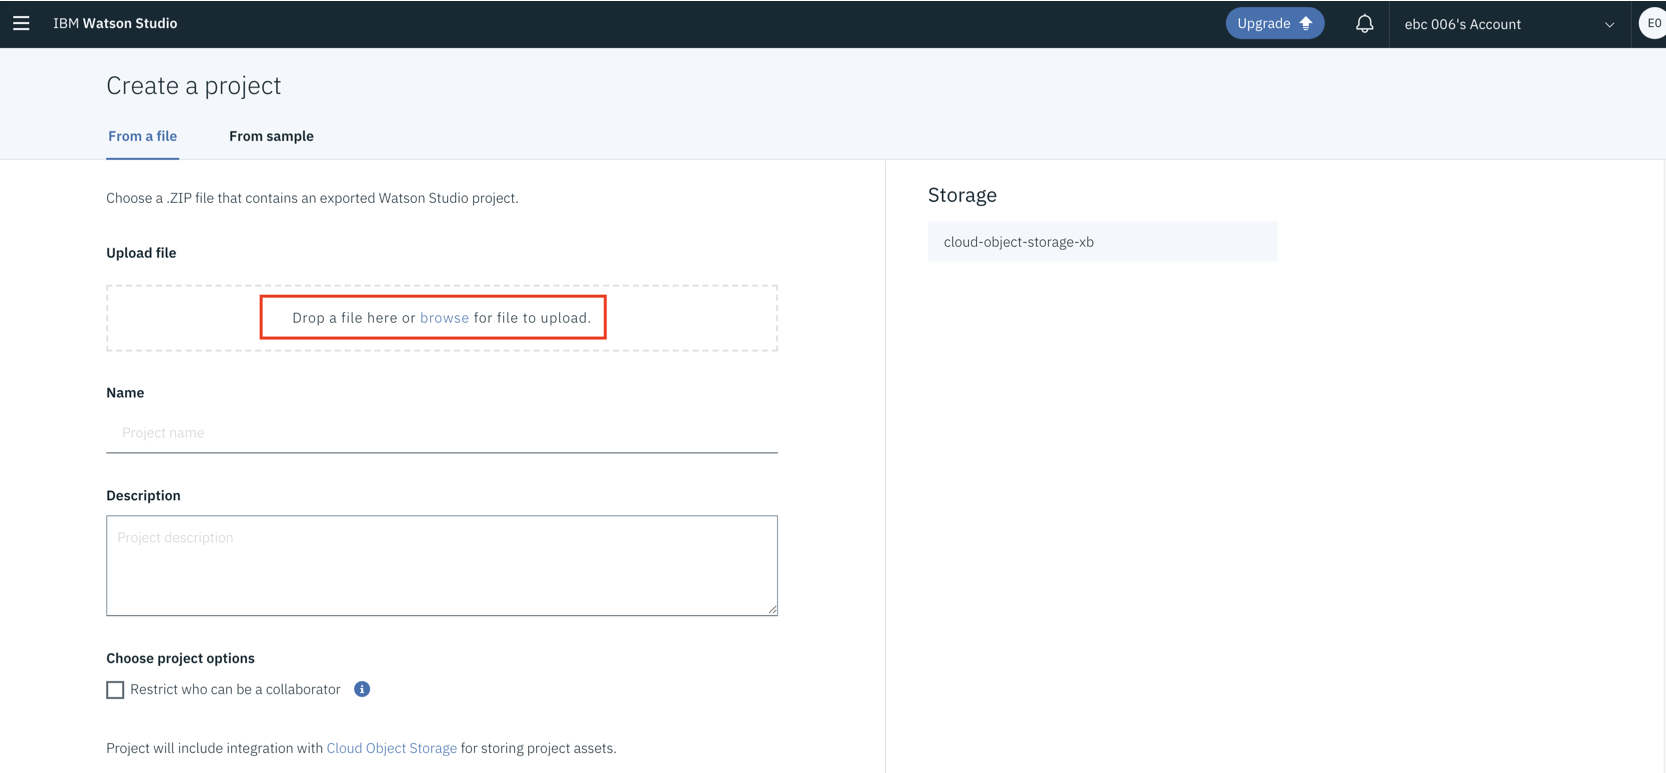 IBM Watson Studio
Upgrade
ebc 006's Account
E0
Create a project
From a file
From sample
Choose a .ZIP file that contains an exported Watson Studio project.
Upload file
Drop a file here or browse for file to upload.
Name
Project name
Description
Project description
Choose project options
Restrict who can be a collaborator
i
Project will include integration with Cloud Object Storage for storing project assets.
Storage
cloud-object-storage-xb